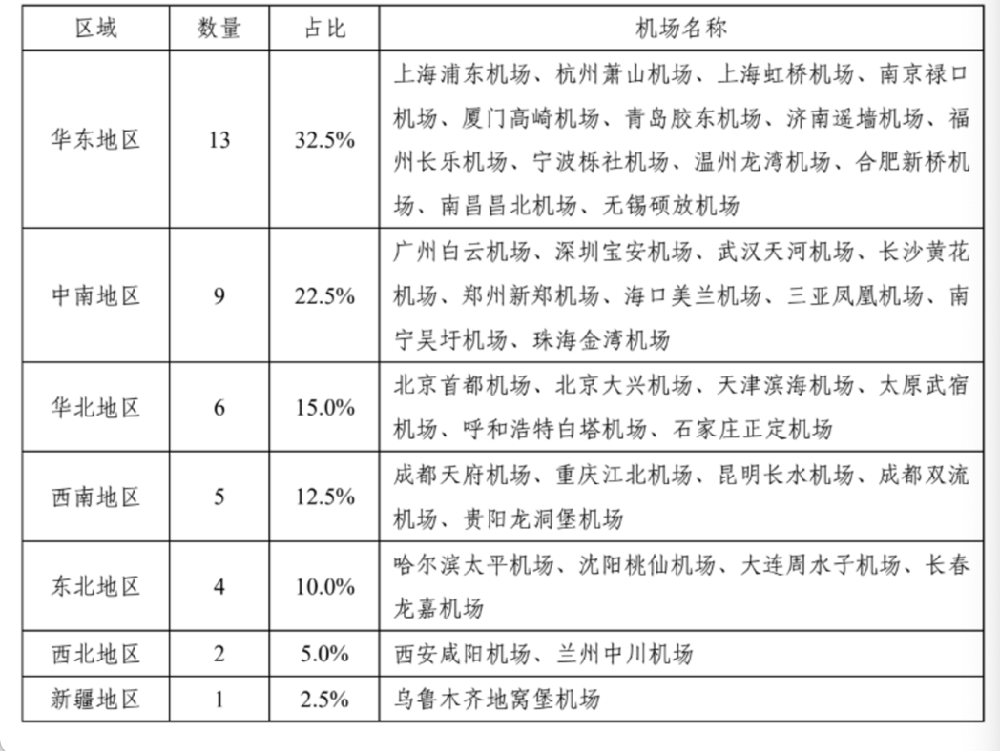 区域 数量 占比 机场名称
华东地区 13 32.5% 上海浦东机场、杭州萧山机场、上海虹桥机场、南京禄口
机场、厦门高崎机场、青岛胶东机场、济南遥墙机场、福
州长乐机场、宁波栎社机场、温州龙湾机场、合肥新桥机
场、南昌昌北机场、无锡硕放机场
中南地区 9 22.5% 广州白云机场、深圳宝安机场、武汉天河机场、长沙黄花
机场、郑州新郑机场、海口美兰机场、三亚凤凰机场、南
宁吴圩机场、珠海金湾机场
华北地区 6 15.0% 北京首都机场、北京大兴机场、天津滨海机场、太原武宿
机场、呼和浩特白塔机场、石家庄正定机场
西南地区 5 12.5% 成都天府机场、重庆江北机场、昆明长水机场、成都双流
机场、贵阳龙洞堡机场
东北地区 4 10.0% 哈尔滨太平机场、沈阳桃仙机场、大连周水子机场、长春
龙嘉机场
西北地区 2 5.0% 西安咸阳机场、兰州中川机场
新疆地区 1 2.5% 乌鲁木齐地窝堡机场